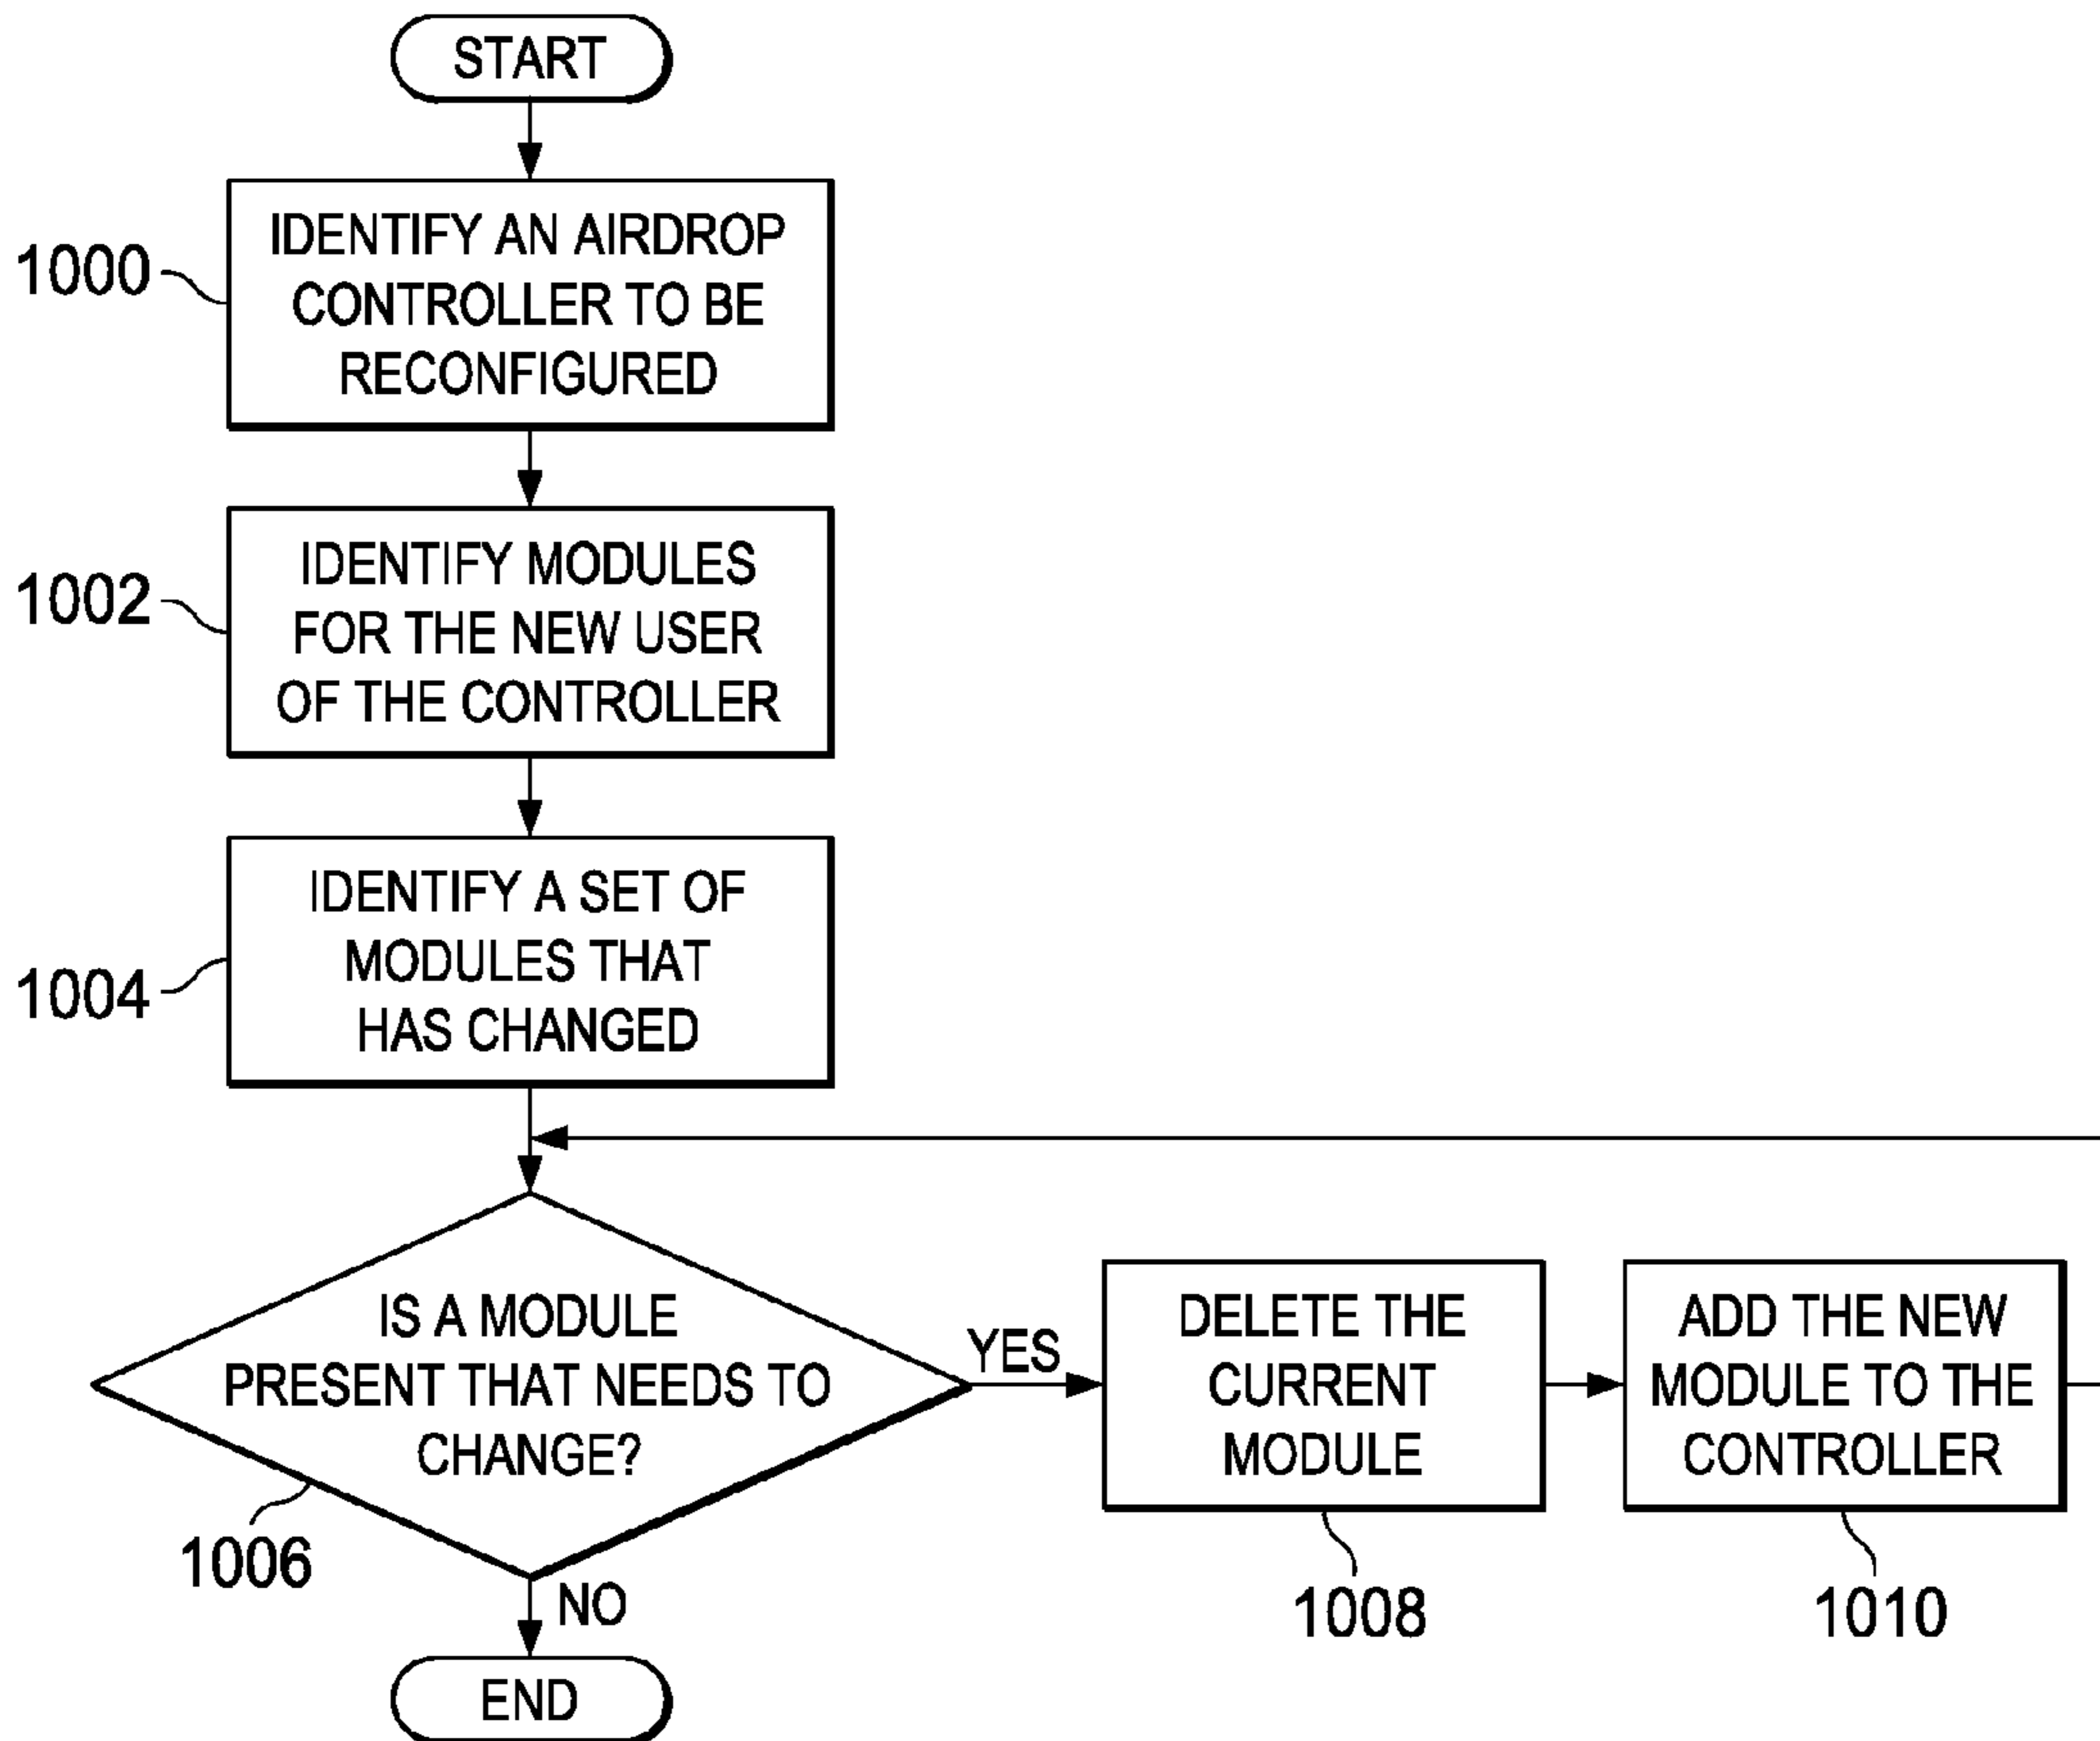 START
1000
IDENTIFY AN AIRDROP
CONTROLLER TO BE
RECONFIGURED
1002
IDENTIFY MODULES
FOR THE NEW USER
OF THE CONTROLLER
1004
IDENTIFY A SET OF
MODULES THAT
HAS CHANGED
IS A MODULE
PRESENT THAT NEEDS TO
CHANGE?
1006
YES
DELETE THE
CURRENT
MODULE
1008
ADD THE NEW
MODULE TO THE
CONTROLLER
1010
NO
END